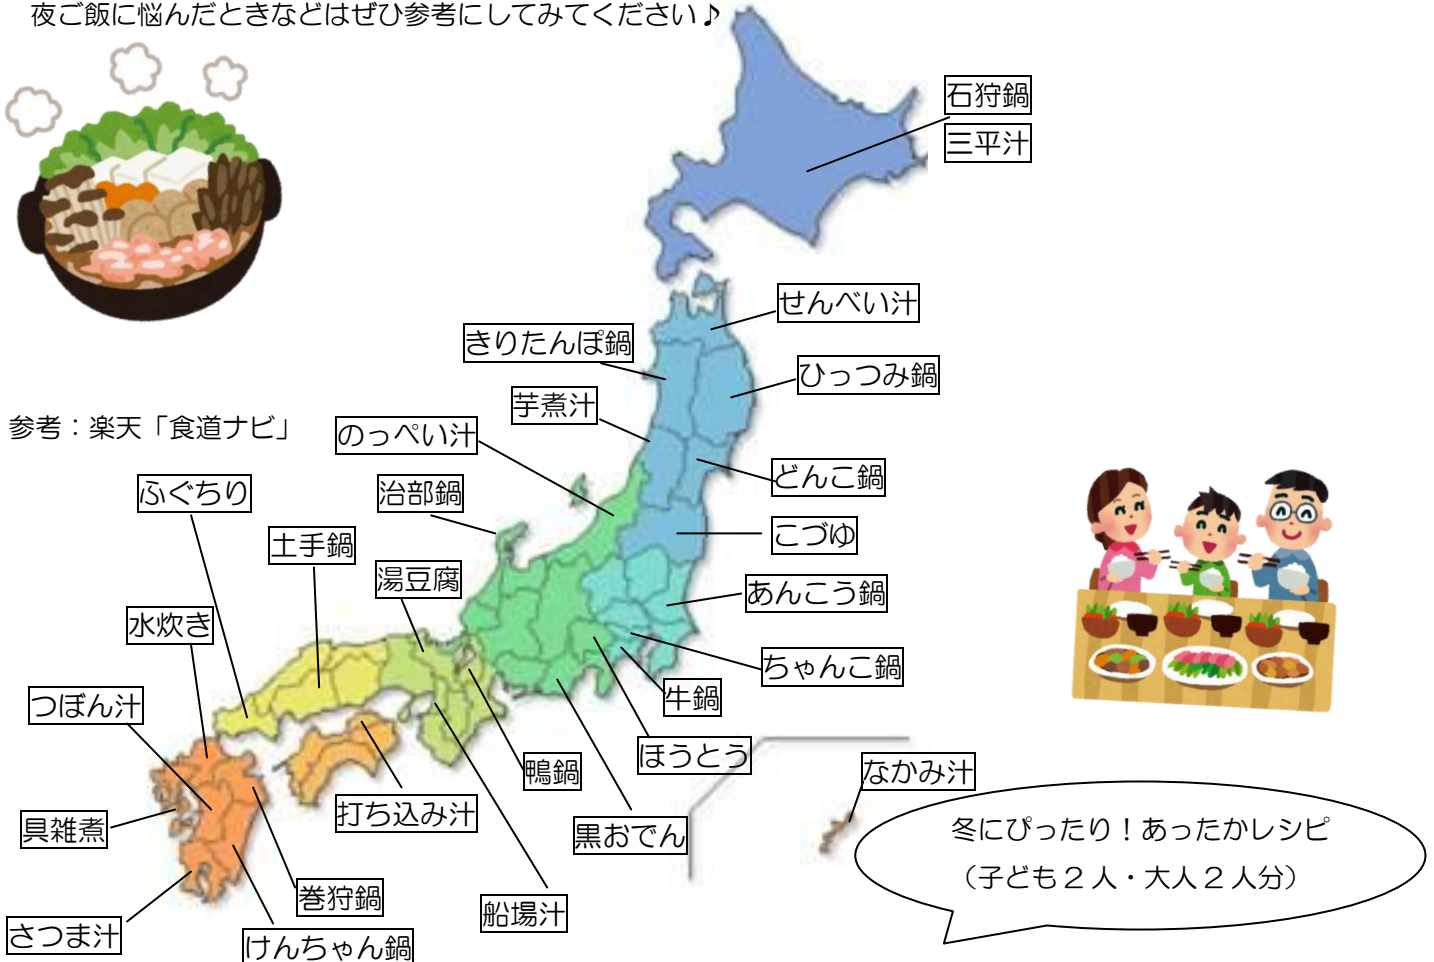 夜ご飯に悩んだときなどはぜひ参考にしてみてください♪
石狩鍋
三平汁
せんべい汁
きりたんぽ鍋
ひっつみ鍋
芋煮汁
参考：楽天「食道ナビ」
のっぺい汁
どんこ鍋
ふぐちり
治部鍋
こづゆ
土手鍋
湯豆腐
あんこう鍋
水炊き
ちゃんこ鍋
牛鍋
つぼん汁
ほうとう
鴨鍋
なかみ汁
打ち込み汁
具雑煮
黒おでん
冬にぴったり！あったかレシピ
（子ども２人・大人２人分）
巻狩鍋
船場汁
さつま汁
けんちゃん鍋